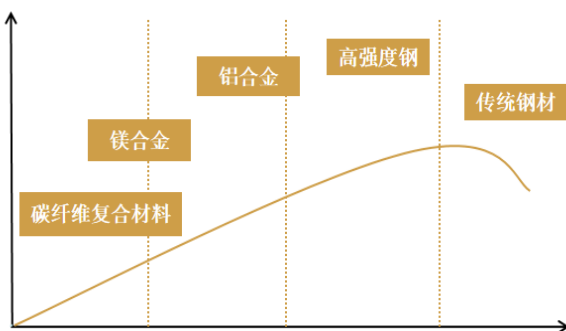 高强度钢
铝合金
传统钢材
镁合金
碳纤维复合材料